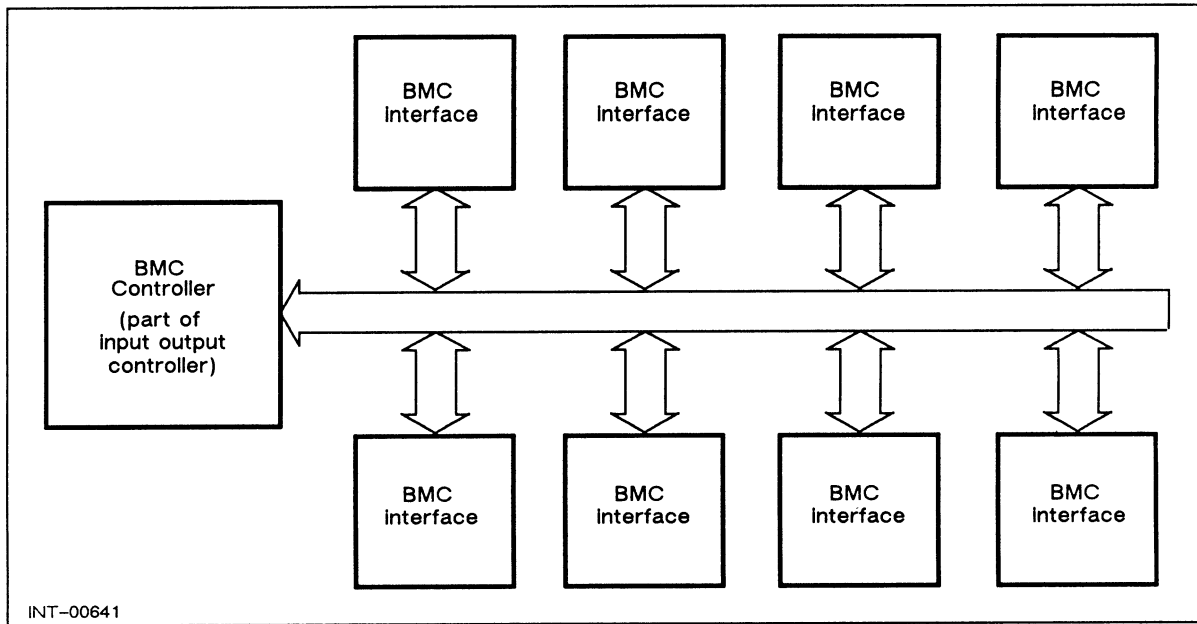 BMC
interface
BMC
interface
BMC
interface
BMC
interface
BMC
Controller
(part of
input output
controller)
BMC
interface
BMC
interface
BMC
interface
BMC
interface
INT-00641